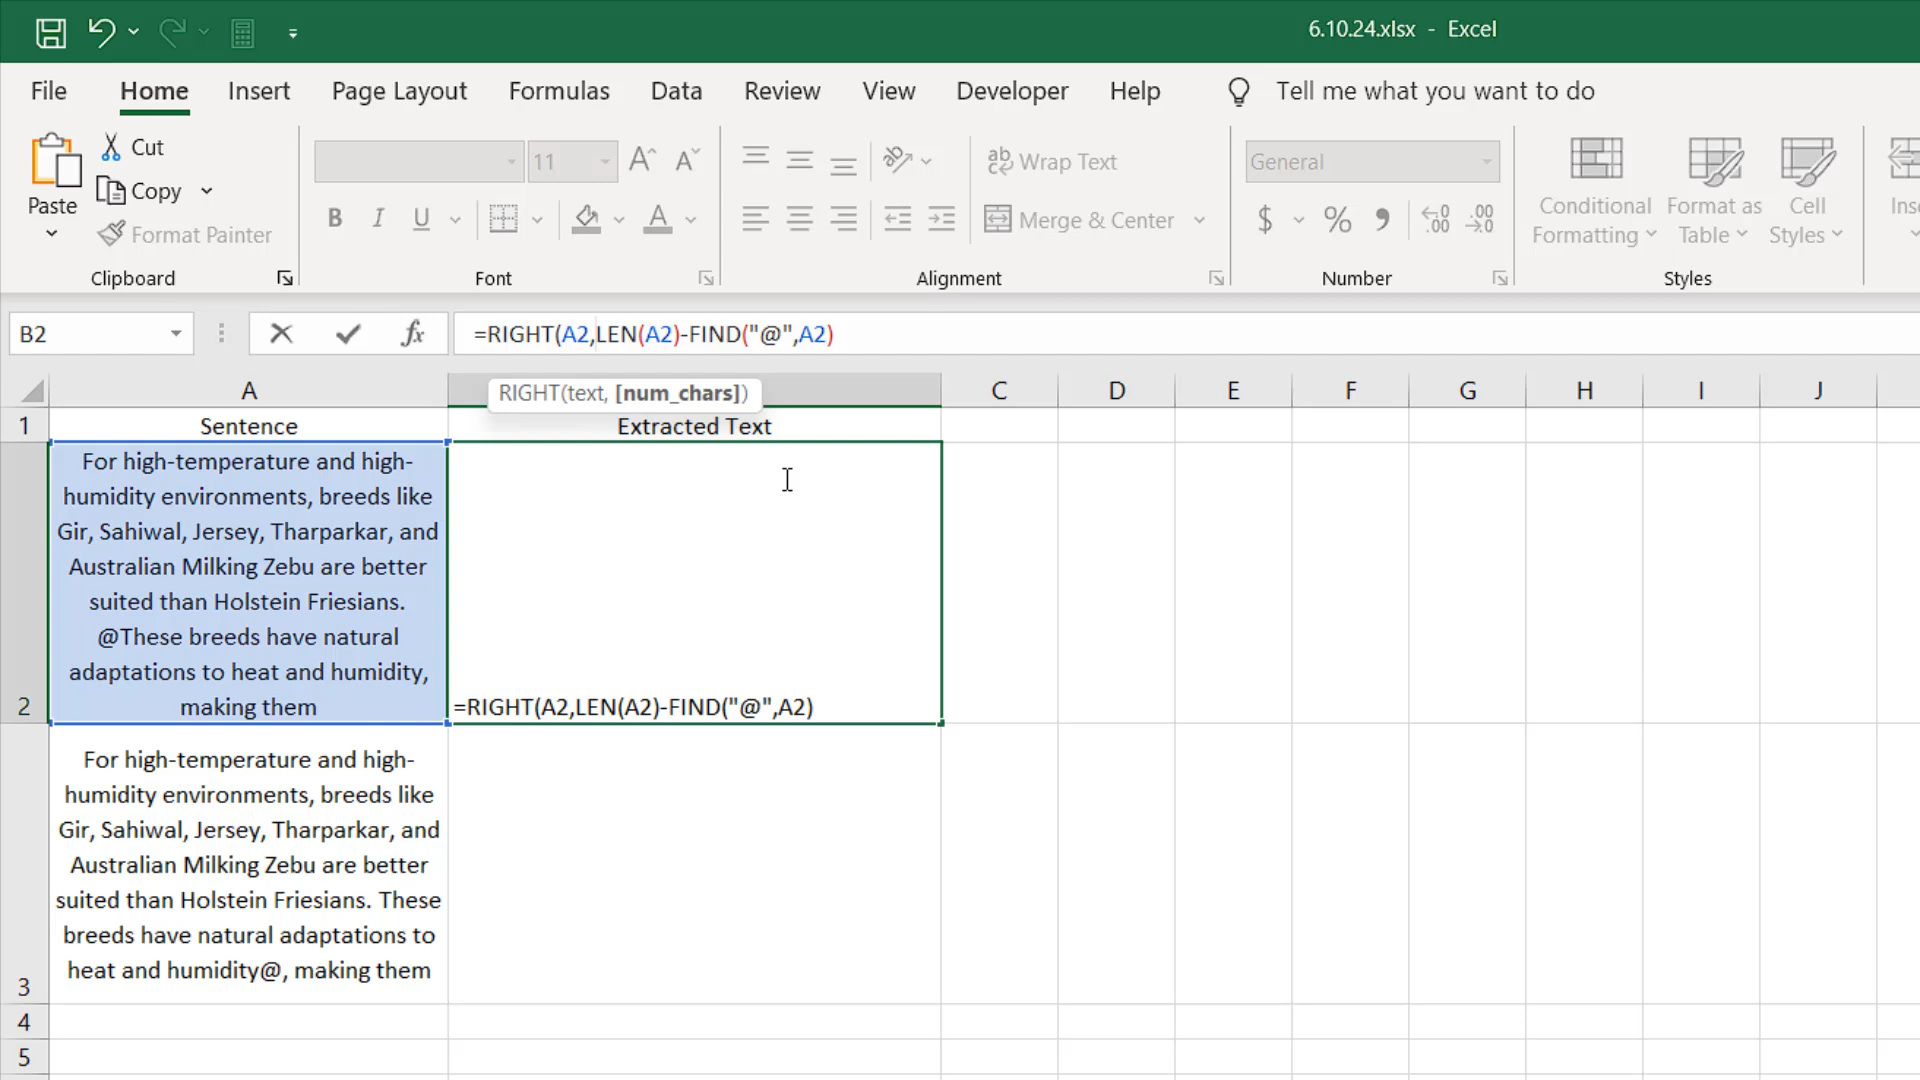 6.10.24.xlsx - Excel
File Home Insert Page Layout Formulas Data Review View Developer Help Tell me what you want to do
Paste
Cut
Copy
Format Painter
Clipboard
11
A^ A˅
B I U A
Font
ab Wrap Text
Merge & Center
Alignment
General
$ % , .00 .00
Number
Conditional Formatting
Format as Table
Cell Styles
Styles
Ins
B2 fx =RIGHT(A2,LEN(A2)-FIND("@",A2)
RIGHT(text, [num_chars])
A C D E F G H I J
1 Sentence Extracted Text
For high-temperature and high-
humidity environments, breeds like
Gir, Sahiwal, Jersey, Tharparkar, and
Australian Milking Zebu are better
suited than Holstein Friesians.
@These breeds have natural
adaptations to heat and humidity,
2 making them =RIGHT(A2,LEN(A2)-FIND("@",A2)
For high-temperature and high-
humidity environments, breeds like
Gir, Sahiwal, Jersey, Tharparkar, and
Australian Milking Zebu are better
suited than Holstein Friesians. These
breeds have natural adaptations to
heat and humidity@, making them
3
4
5